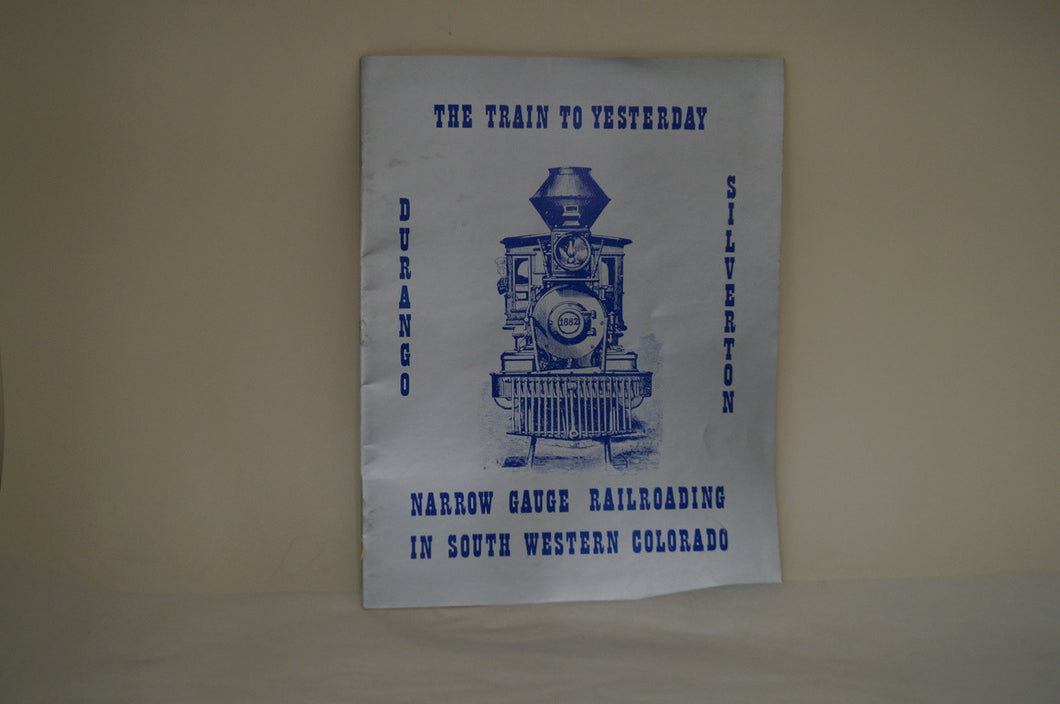 THE TRAIN TO YESTERDAY
DURANGO
SILVERTON
1882
NARROW GAUGE RAILROADING
IN SOUTH WESTERN COLORADO